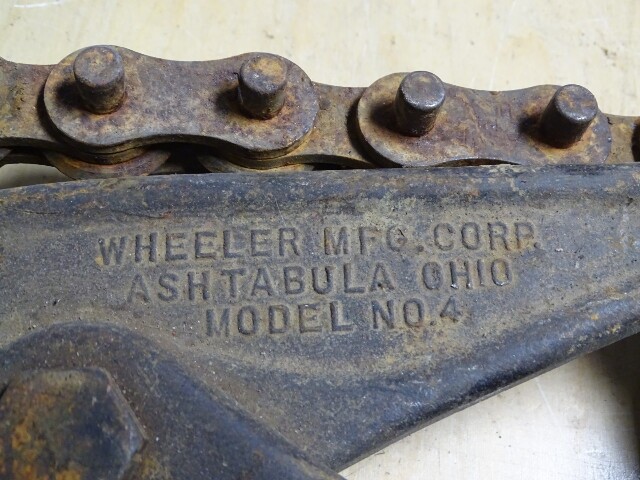 WHEELER MFG. CORP.
ASHTABULA OHIO
MODEL NO. 4